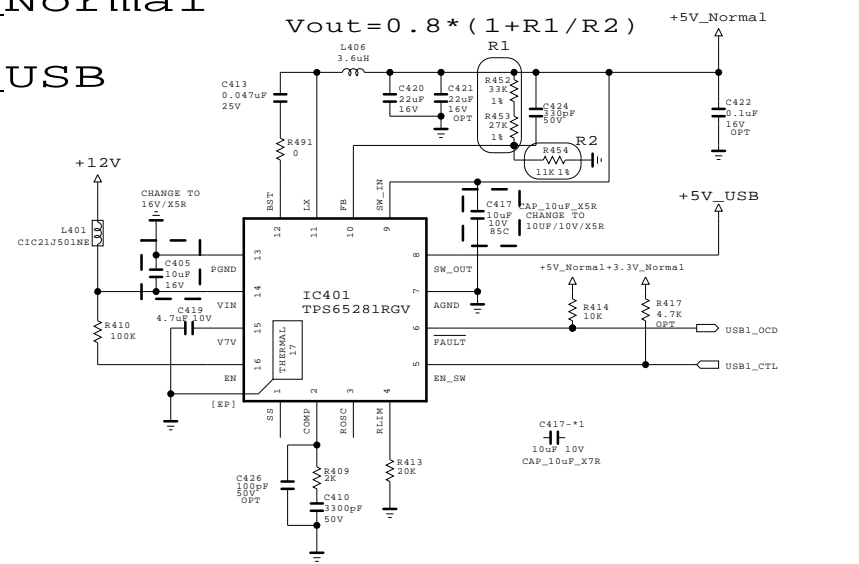 _Normal
_USB
Vout=0.8*(1+R1/R2)
+5V_Normal
R1
L406
3.6uH
C413
0.047uF
25V
C420
22uF
16V
C421
22uF
16V
OPT
R452
33K
1%
R453
27K
1%
C424
330pF
50V
C422
0.1uF
16V
OPT
R2
R454
11K 1%
R491
0
+12V
CHANGE TO
16V/X5R
L401
CIC21J501NE
BST
LX
FB
SW_IN
12
11
10
9
C417
10uF
10V
85C
CAP_10uF_X5R
CHANGE TO
10UF/10V/X5R
+5V_USB
C405
10uF
16V
PGND
13
VIN
14
C419
4.7uF 10V
V7V
15
EN
16
[EP]
R410
100K
IC401
TPS65281RGV
THERMAL
17
8
SW_OUT
7
AGND
6
FAULT
5
EN_SW
+5V_Normal
+3.3V_Normal
R414
10K
R417
4.7K
OPT
USB1_OCD
USB1_CTL
1
2
3
4
SS
COMP
ROSC
RLIM
C426
100pF
50V
OPT
R409
2K
C410
3300pF
50V
R413
20K
C417-*1
10uF 10V
CAP_10uF_X7R